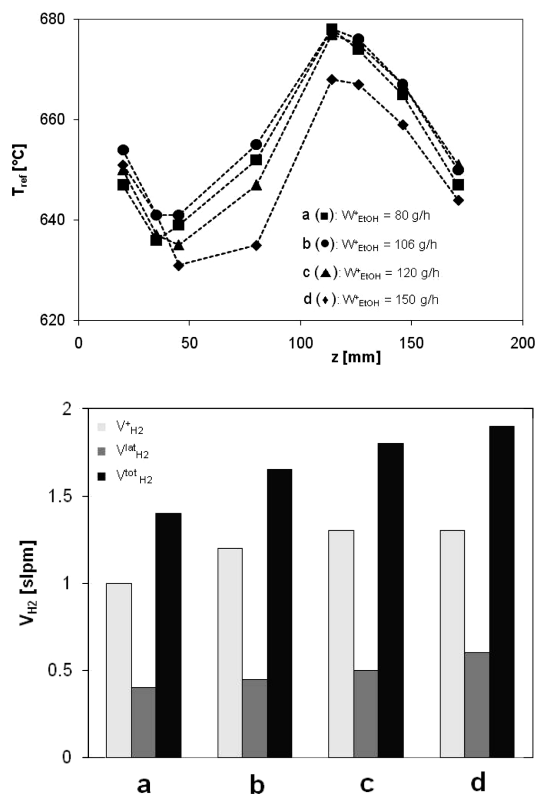 680
660
640
620
T_ref [°C]
a (■): W⁺_EtOH = 80 g/h
b (●): W⁺_EtOH = 106 g/h
c (▲): W⁺_EtOH = 120 g/h
d (♦): W⁺_EtOH = 150 g/h
0 50 100 150 200
z [mm]
2
1.5
1
0.5
0
V_H2 [slpm]
V⁺_H2
V^lat_H2
V^tot_H2
a b c d